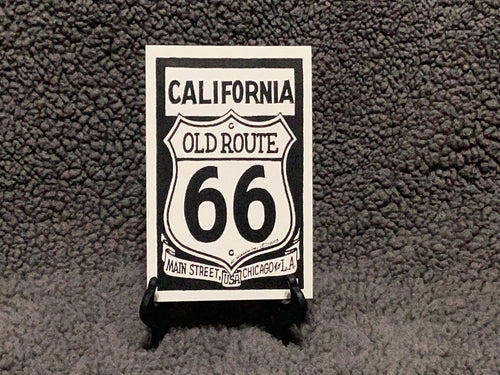 CALIFORNIA
OLD ROUTE
66
MAIN STREET, USA CHICAGO to L.A